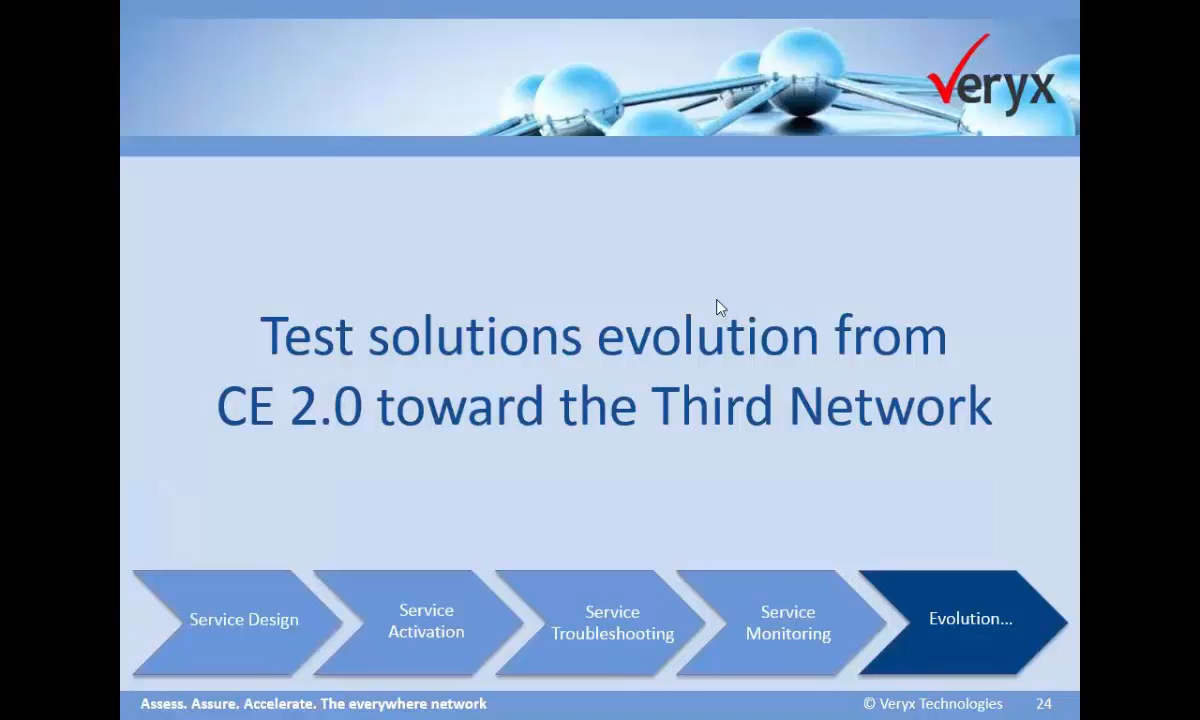 Veryx
Test solutions evolution from
CE 2.0 toward the Third Network
Service Design
Service
Activation
Service
Troubleshooting
Service
Monitoring
Evolution...
Assess. Assure. Accelerate. The everywhere network
© Veryx Technologies
24